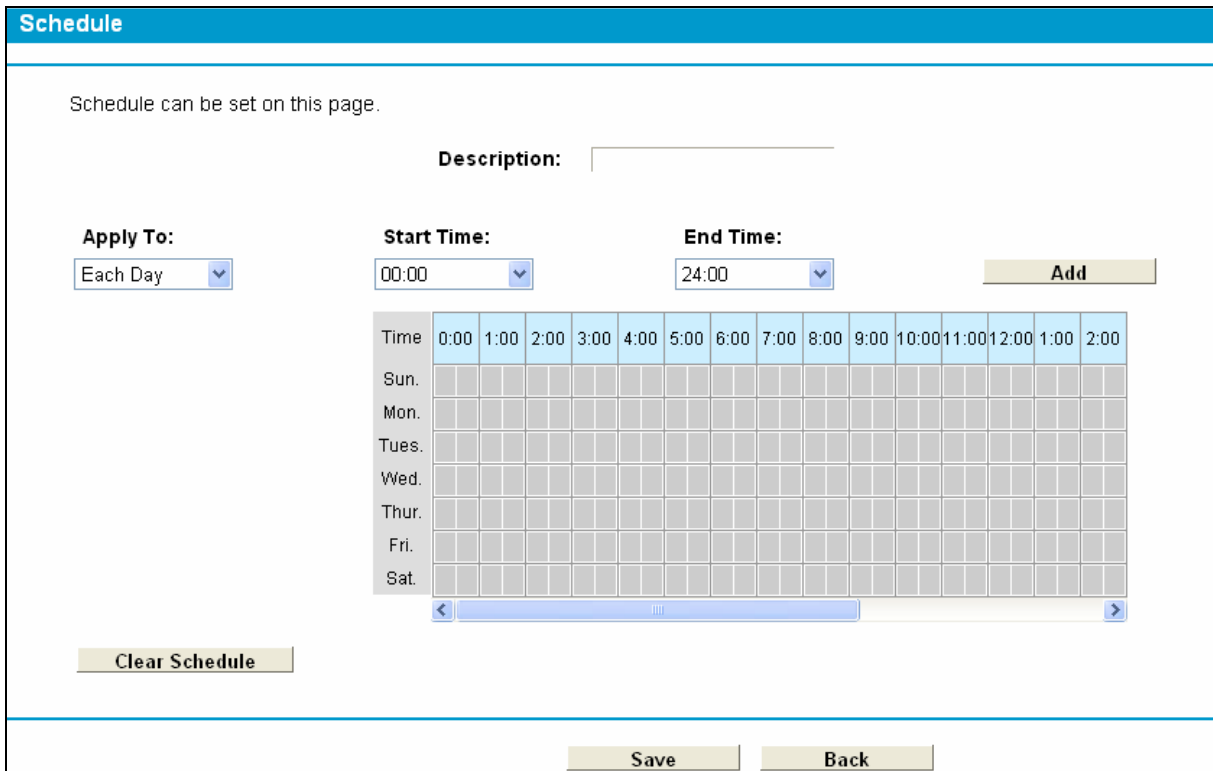 Schedule
Schedule can be set on this page.
Description:
Apply To: Start Time: End Time:
Each Day 00:00 24:00 Add
Time 0:00 1:00 2:00 3:00 4:00 5:00 6:00 7:00 8:00 9:00 10:00 11:00 12:00 1:00 2:00
Sun.
Mon.
Tues.
Wed.
Thur.
Fri.
Sat.
Clear Schedule
Save Back